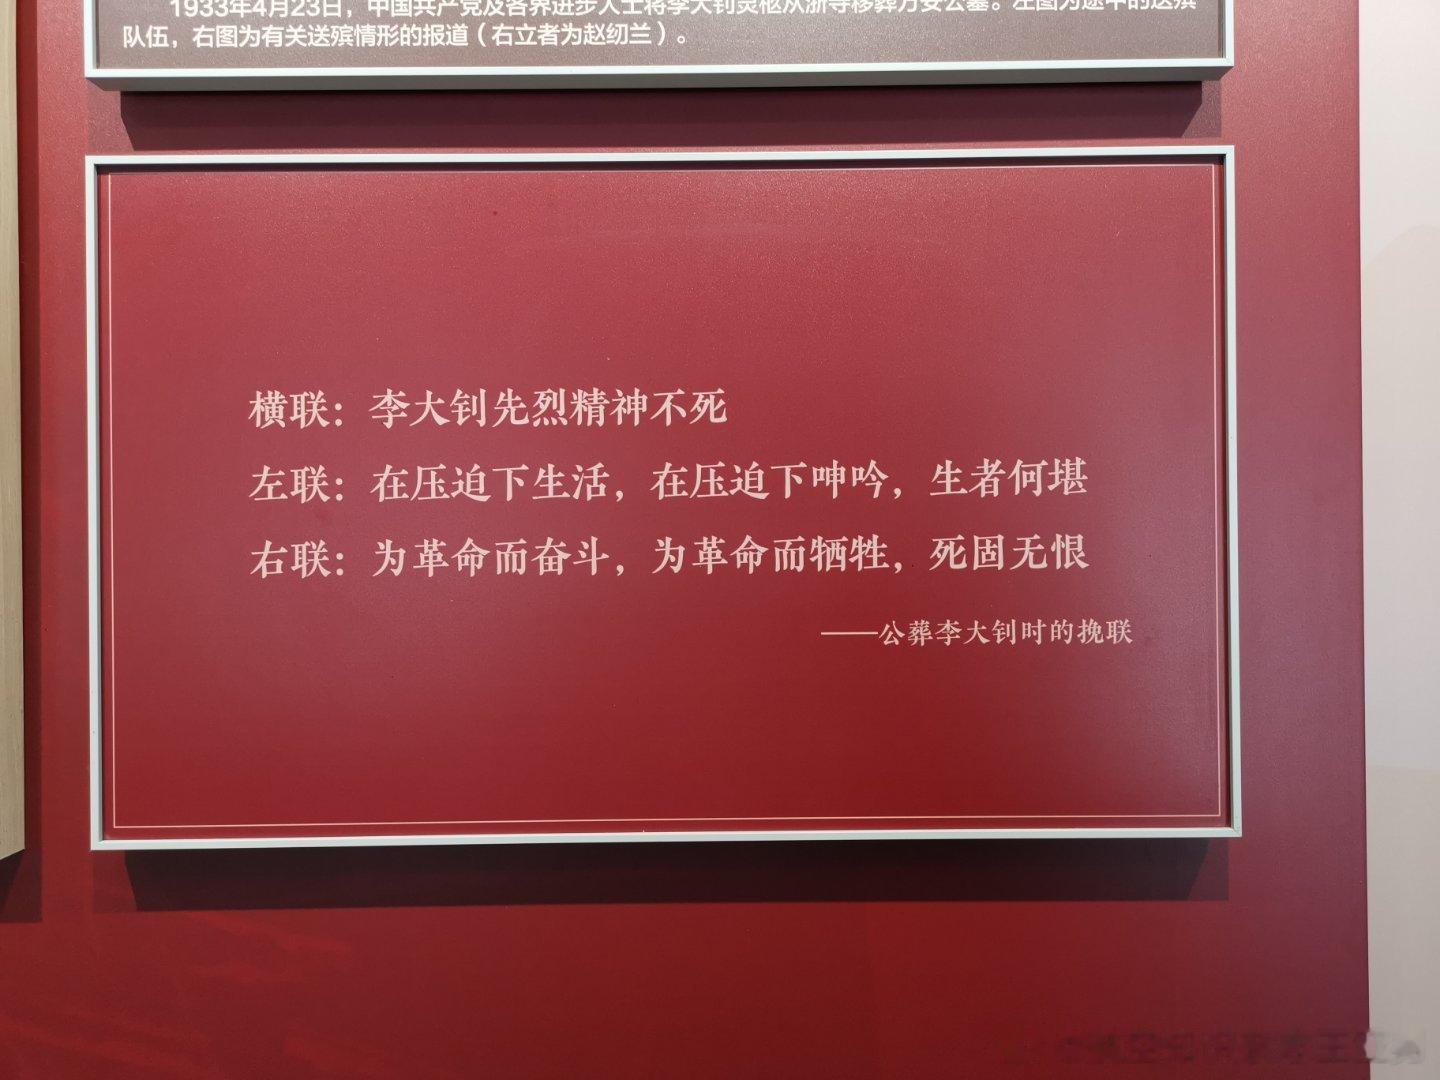 1933年4月23日，中国共产党及各界进步人士将李大钊灵柩从浙寺移葬万安公墓。左图为途中的送殡
队伍，右图为有关送殡情形的报道（右立者为赵纫兰）。
横联：李大钊先烈精神不死
左联：在压迫下生活，在压迫下呻吟，生者何堪
右联：为革命而奋斗，为革命而牺牲，死固无恨
——公葬李大钊时的挽联